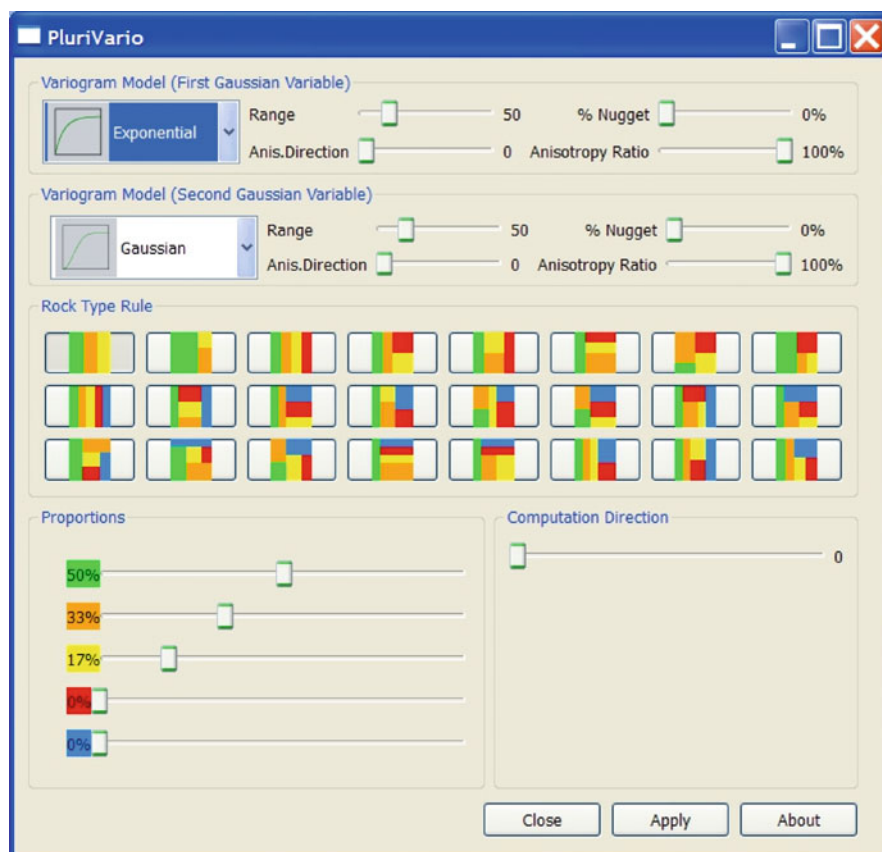 PluriVario
Variogram Model (First Gaussian Variable)
Exponential
Range 50 % Nugget 0%
Anis.Direction 0 Anisotropy Ratio 100%
Variogram Model (Second Gaussian Variable)
Gaussian
Range 50 % Nugget 0%
Anis.Direction 0 Anisotropy Ratio 100%
Rock Type Rule
Proportions
50%
33%
17%
0%
0%
Computation Direction
0
Close Apply About